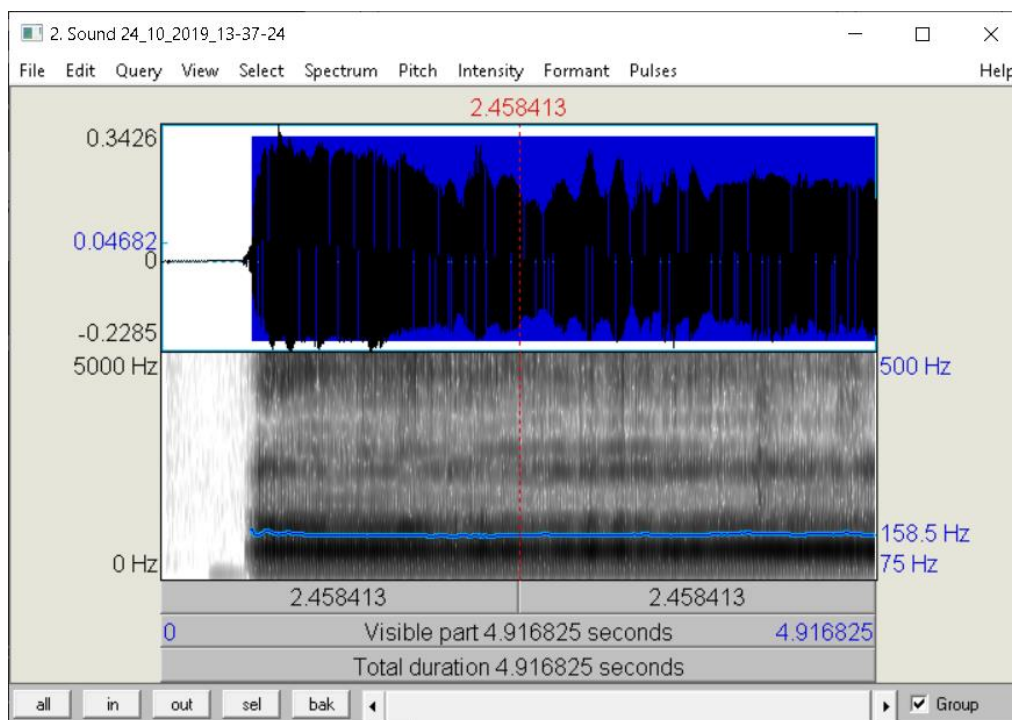 2. Sound 24_10_2019_13-37-24
File Edit Query View Select Spectrum Pitch Intensity Formant Pulses Help
2.458413
0.3426
0.04682
0
-0.2285
5000 Hz 500 Hz
158.5 Hz
0 Hz 75 Hz
2.458413 2.458413
0 Visible part 4.916825 seconds 4.916825
Total duration 4.916825 seconds
all in out sel bak Group